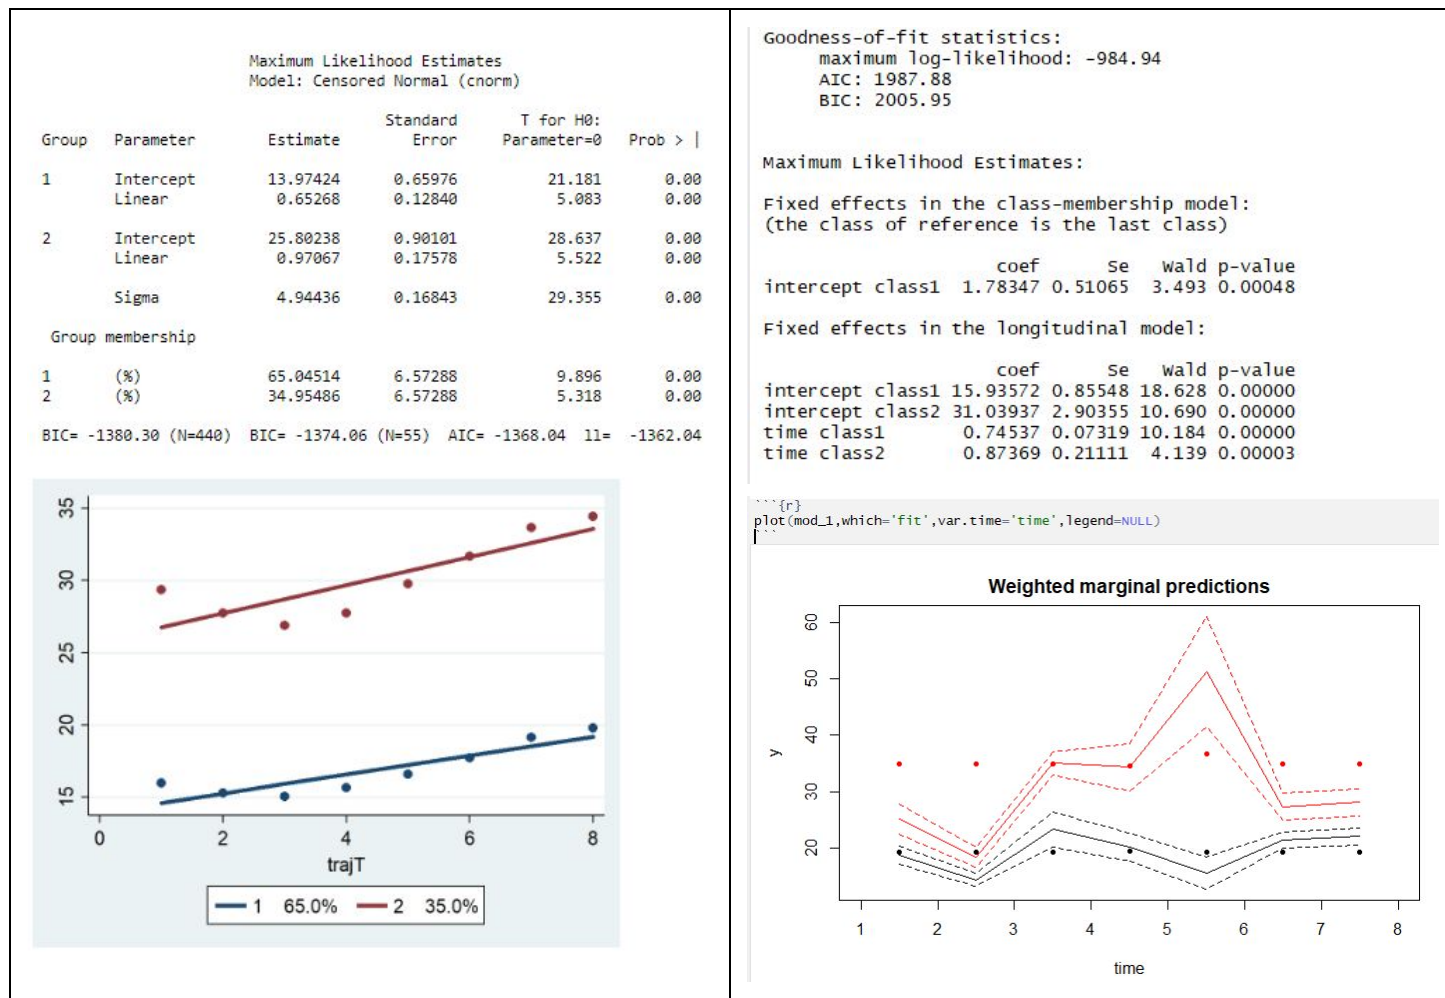 Maximum Likelihood Estimates
Model: Censored Normal (cnorm)
Standard T for H0:
Group Parameter Estimate Error Parameter=0 Prob > |
1 Intercept 13.97424 0.65976 21.181 0.00
Linear 0.65268 0.12840 5.083 0.00
2 Intercept 25.80238 0.90101 28.637 0.00
Linear 0.97067 0.17578 5.522 0.00
Sigma 4.94436 0.16843 29.355 0.00
Group membership
1 (%) 65.04514 6.57288 9.896 0.00
2 (%) 34.95486 6.57288 5.318 0.00
BIC= -1380.30 (N=440) BIC= -1374.06 (N=55) AIC= -1368.04 ll= -1362.04
35
30
25
20
15
0 2 4 6 8
trajT
1 65.0% 2 35.0%
Goodness-of-fit statistics:
maximum log-likelihood: -984.94
AIC: 1987.88
BIC: 2005.95
Maximum Likelihood Estimates:
Fixed effects in the class-membership model:
(the class of reference is the last class)
coef Se Wald p-value
intercept class1 1.78347 0.51065 3.493 0.00048
Fixed effects in the longitudinal model:
coef Se Wald p-value
intercept class1 15.93572 0.85548 18.628 0.00000
intercept class2 31.03937 2.90355 10.690 0.00000
time class1 0.74537 0.07319 10.184 0.00000
time class2 0.87369 0.21111 4.139 0.00003
```{r}
plot(mod_1,which='fit',var.time='time',legend=NULL)
```
Weighted marginal predictions
60
50
40
30
20
y
1 2 3 4 5 6 7 8
time